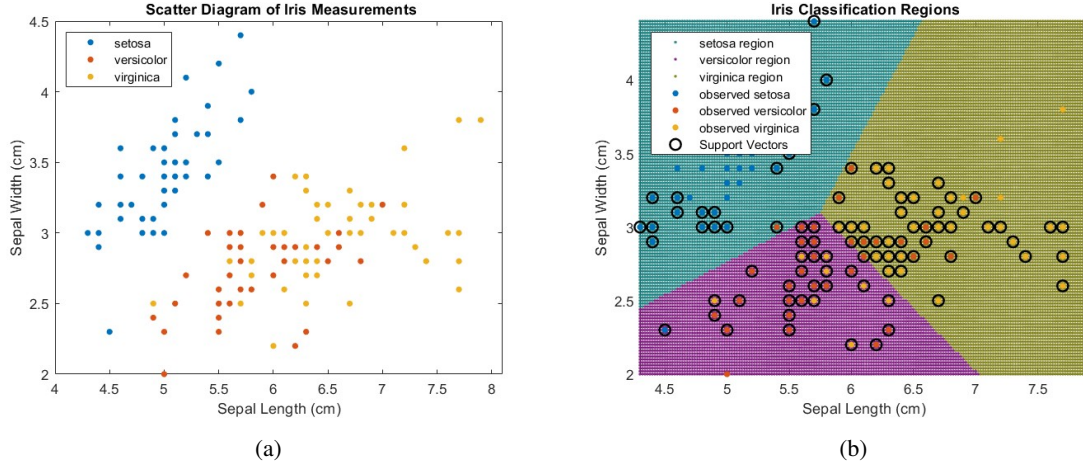 Scatter Diagram of Iris Measurements
4.5
4
3.5
3
2.5
2
Sepal Width (cm)
setosa
versicolor
virginica
4 4.5 5 5.5 6 6.5 7 7.5 8
Sepal Length (cm)
(a)
Iris Classification Regions
4
3.5
3
2.5
2
Sepal Width (cm)
setosa region
versicolor region
virginica region
observed setosa
observed versicolor
observed virginica
Support Vectors
4.5 5 5.5 6 6.5 7 7.5
Sepal Length (cm)
(b)